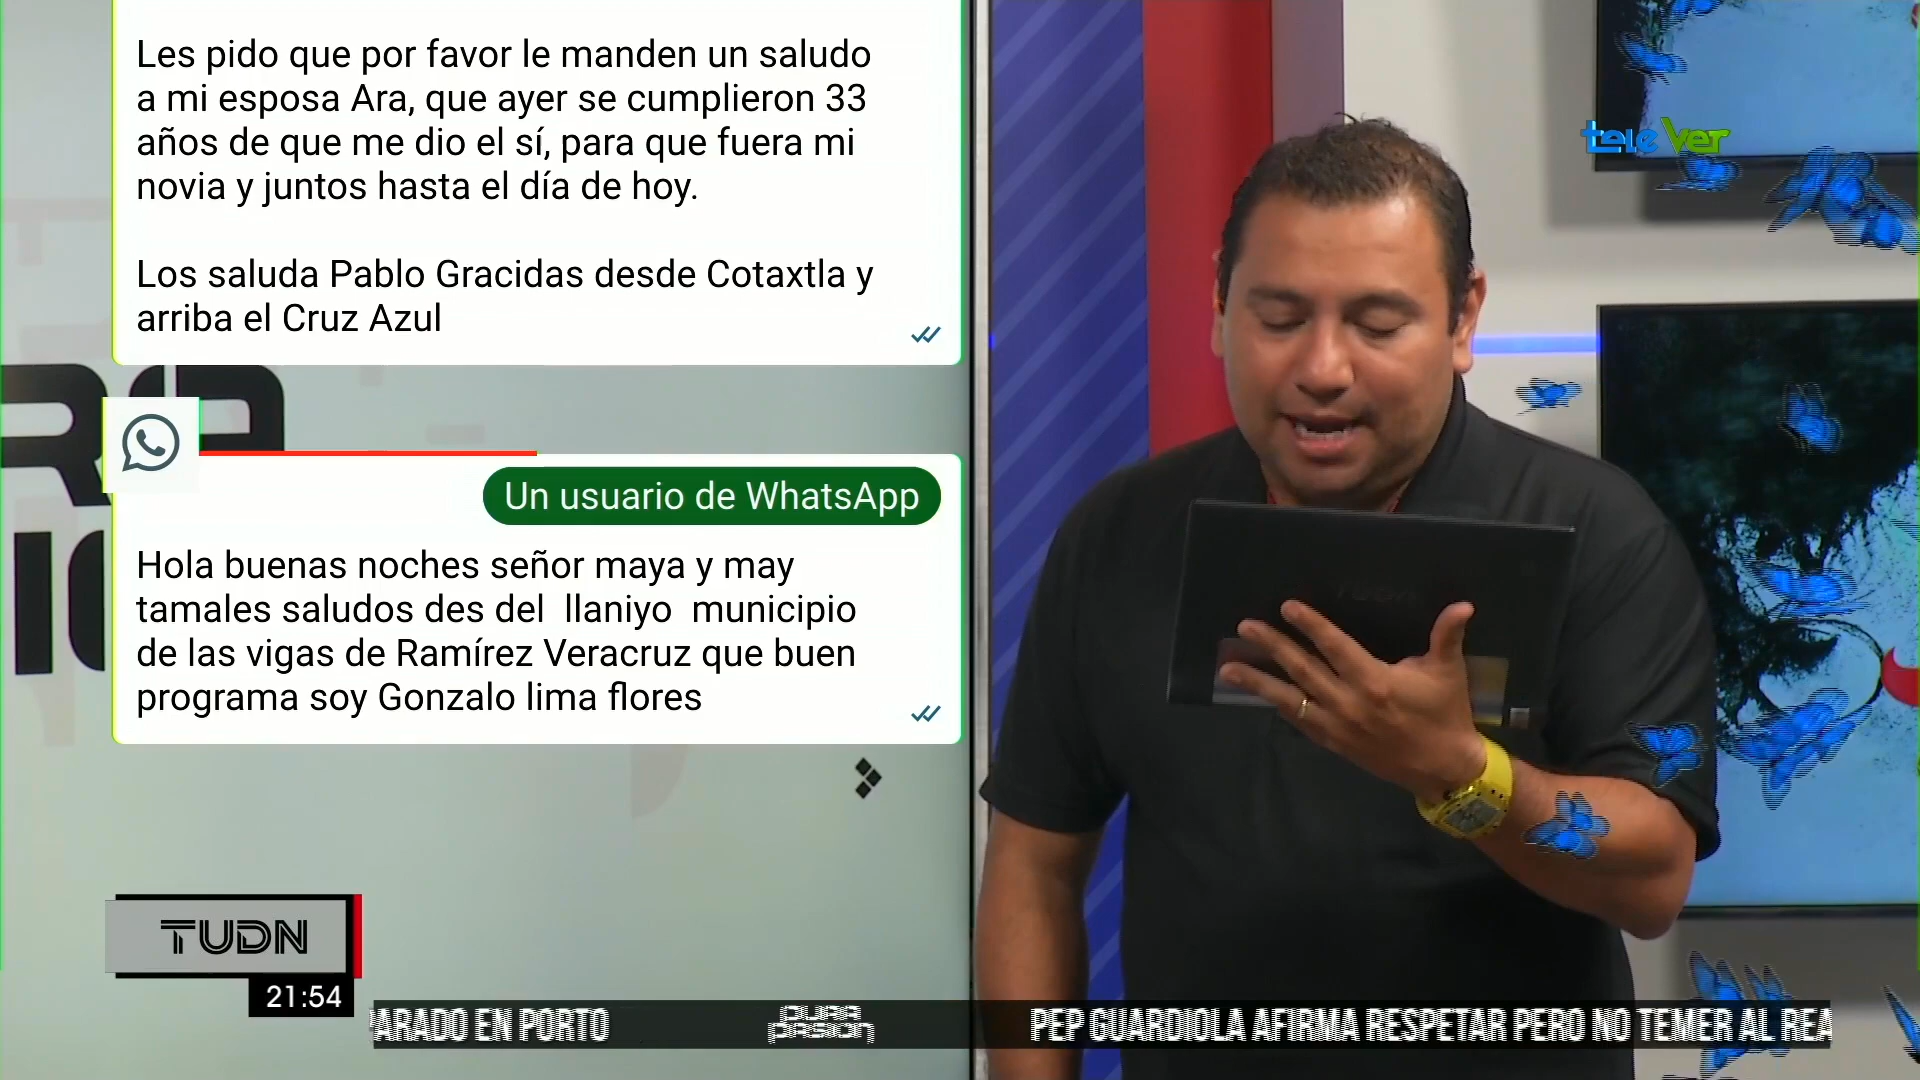 Les pido que por favor le manden un saludo
a mi esposa Ara, que ayer se cumplieron 33
años de que me dio el sí, para que fuera mi
novia y juntos hasta el día de hoy.
Los saluda Pablo Gracidas desde Cotaxtla y
arriba el Cruz Azul
Un usuario de WhatsApp
Hola buenas noches señor maya y may
tamales saludos des del  llaniyo  municipio
de las vigas de Ramírez Veracruz que buen
programa soy Gonzalo lima flores
teleVer
TUDN
21:54
ARADO EN PORTO
PURA PASIÓN
PEP GUARDIOLA AFIRMA RESPETAR PERO NO TEMER AL REA